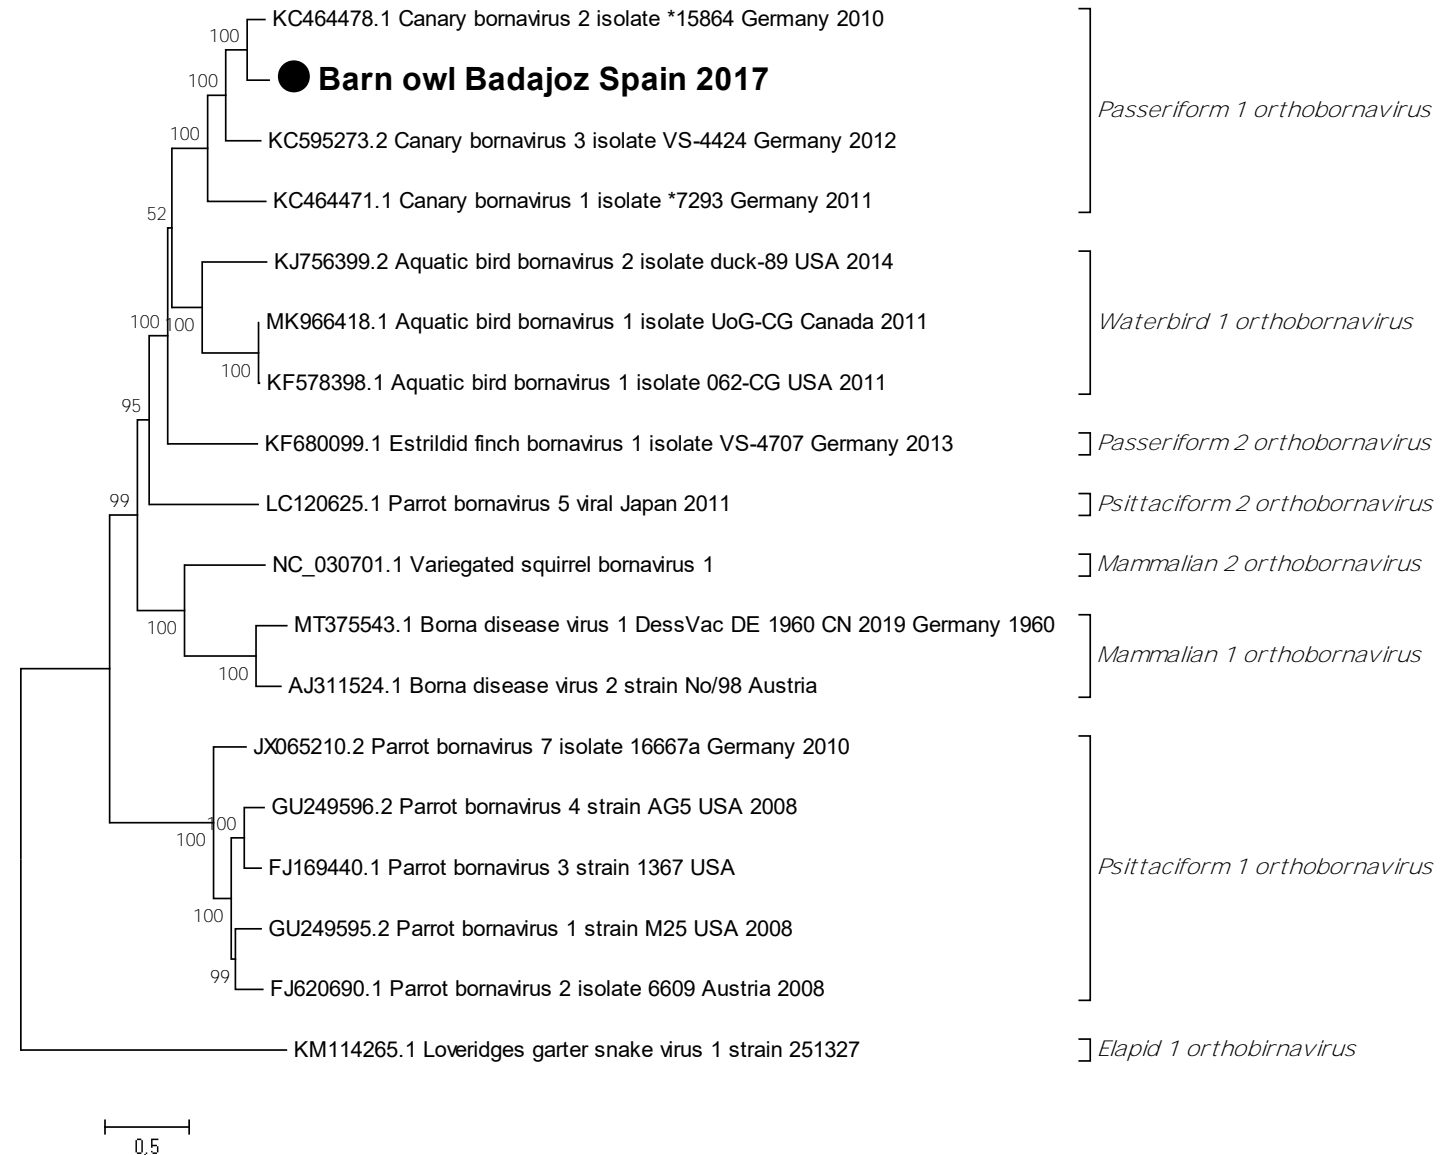 KC464478.1 Canary bornavirus 2 isolate *15864 Germany 2010
100
100
Barn owl Badajoz Spain 2017
Passeriform 1 orthobornavirus
100
KC595273.2 Canary bornavirus 3 isolate VS-4424 Germany 2012
KC464471.1 Canary bornavirus 1 isolate *7293 Germany 2011
52
KJ756399.2 Aquatic bird bornavirus 2 isolate duck-89 USA 2014
100 100
MK966418.1 Aquatic bird bornavirus 1 isolate UoG-CG Canada 2011
Waterbird 1 orthobornavirus
100
KF578398.1 Aquatic bird bornavirus 1 isolate 062-CG USA 2011
95
KF680099.1 Estrildid finch bornavirus 1 isolate VS-4707 Germany 2013
Passeriform 2 orthobornavirus
99
LC120625.1 Parrot bornavirus 5 viral Japan 2011
Psittaciform 2 orthobornavirus
NC_030701.1 Variegated squirrel bornavirus 1
Mammalian 2 orthobornavirus
100
MT375543.1 Borna disease virus 1 DessVac DE 1960 CN 2019 Germany 1960
Mammalian 1 orthobornavirus
100
AJ311524.1 Borna disease virus 2 strain No/98 Austria
JX065210.2 Parrot bornavirus 7 isolate 16667a Germany 2010
GU249596.2 Parrot bornavirus 4 strain AG5 USA 2008
100
100
FJ169440.1 Parrot bornavirus 3 strain 1367 USA
Psittaciform 1 orthobornavirus
100
GU249595.2 Parrot bornavirus 1 strain M25 USA 2008
99
FJ620690.1 Parrot bornavirus 2 isolate 6609 Austria 2008
KM114265.1 Loveridges garter snake virus 1 strain 251327
Elapid 1 orthobirnavirus
0,5